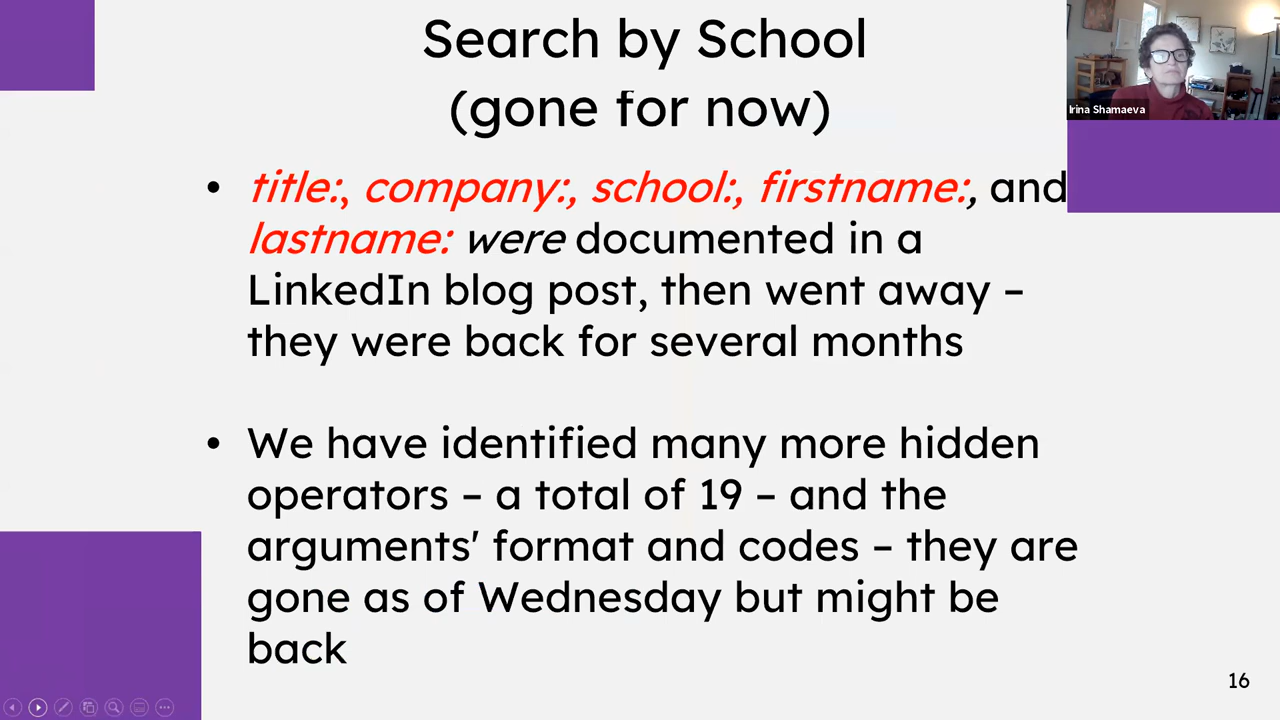 Search by School
(gone for now)
Irina Shamaeva
• title:, company:, school:, firstname:, and
lastname: were documented in a
LinkedIn blog post, then went away –
they were back for several months
• We have identified many more hidden
operators – a total of 19 – and the
arguments' format and codes – they are
gone as of Wednesday but might be
back
16